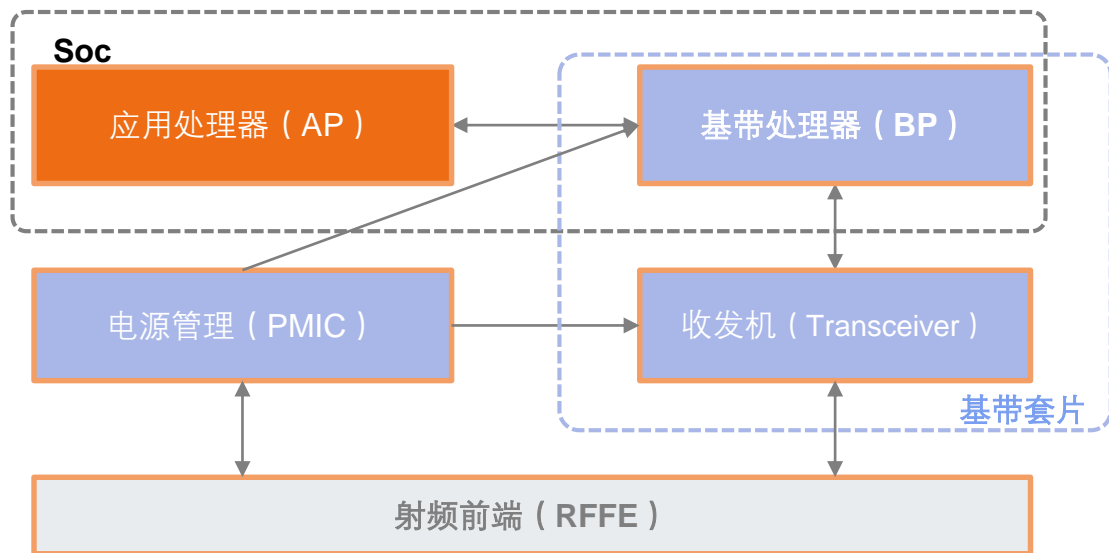 Soc
应用处理器（AP）
基带处理器（BP）
电源管理（PMIC）
收发机（Transceiver）
基带套片
射频前端（RFFE）